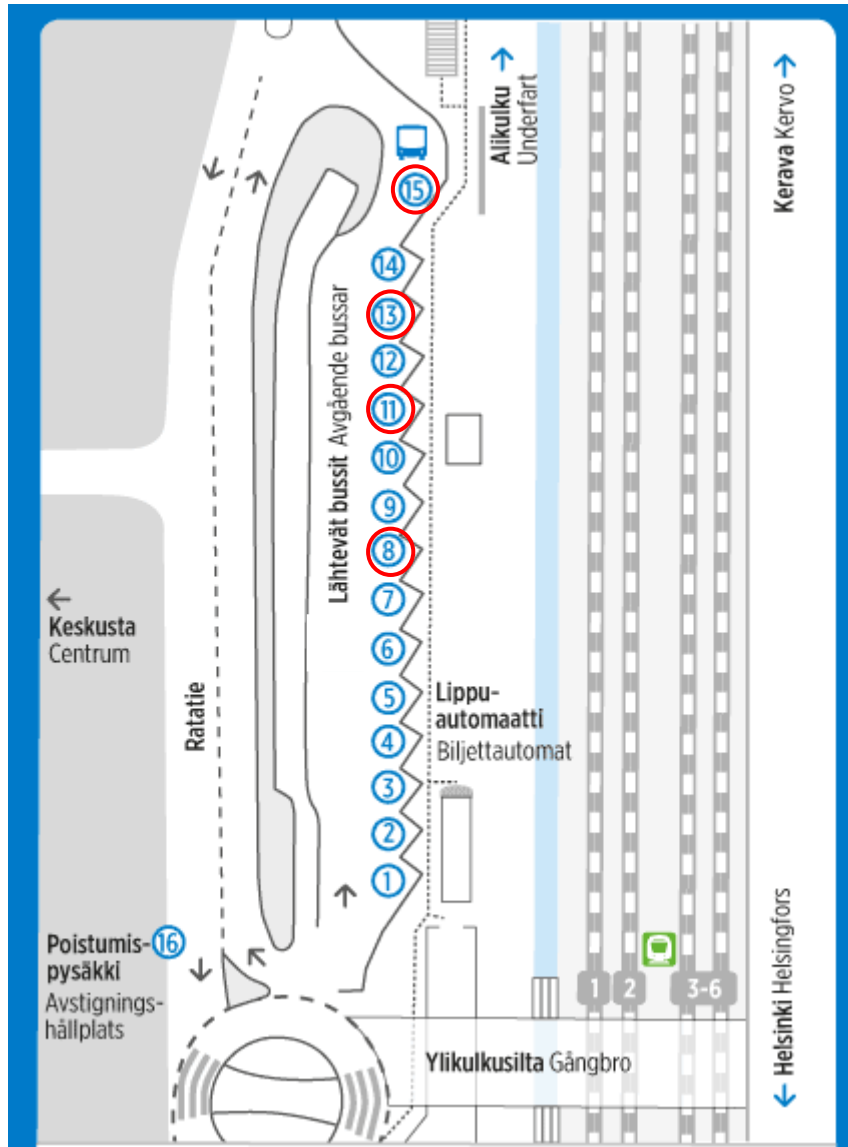 Alikulku
Underfart
Kerava Kervo
15
14
13
12
11
10
9
8
7
6
5
4
3
2
1
Lähtevät bussit Avgående bussar
Keskusta
Centrum
Ratatie
Lippu-
automaatti
Biljettautomat
Poistumis-
pysäkki
16
Avstignings-
hållplats
1
2
3-6
Ylikulkusilta Gångbro
Helsinki Helsingfors